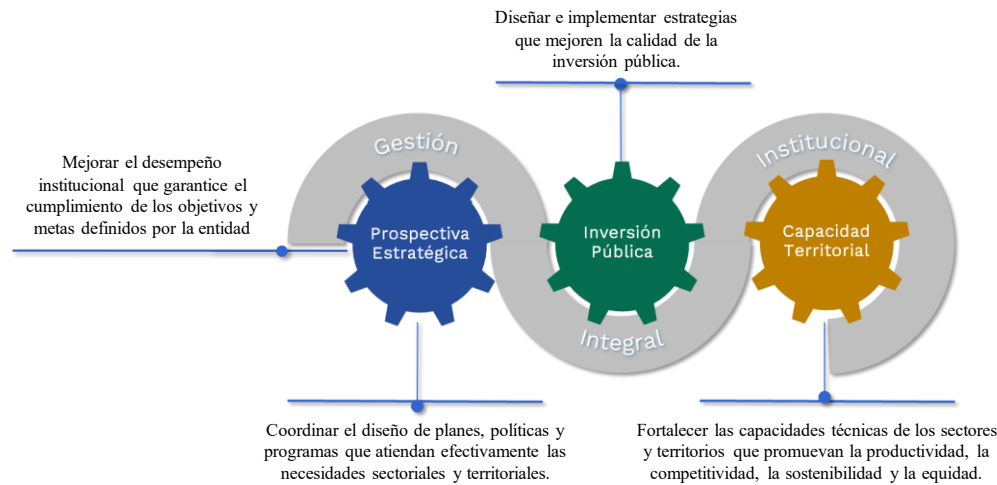 Diseñar e implementar estrategias
que mejoren la calidad de la
inversión pública.
Mejorar el desempeño
institucional que garantice el
cumplimiento de los objetivos y
metas definidos por la entidad
Gestión
Prospectiva
Estratégica
Inversión
Pública
Integral
Institucional
Capacidad
Territorial
Coordinar el diseño de planes, políticas y
programas que atiendan efectivamente las
necesidades sectoriales y territoriales.
Fortalecer las capacidades técnicas de los sectores
y territorios que promuevan la productividad, la
competitividad, la sostenibilidad y la equidad.